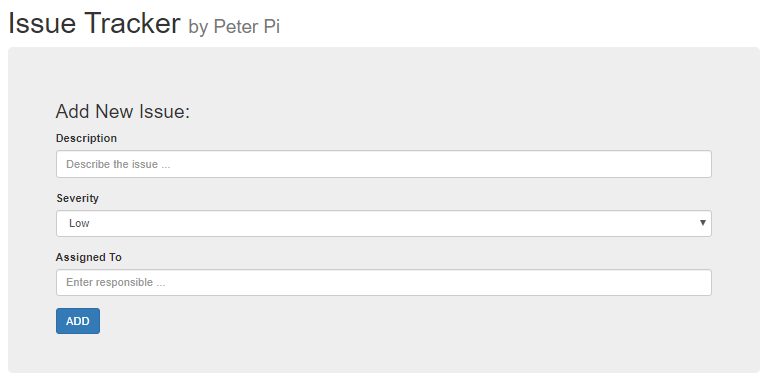 Issue Tracker by Peter Pi
Add New Issue:
Description
Describe the issue ...
Severity
Low
Assigned To
Enter responsible ...
ADD